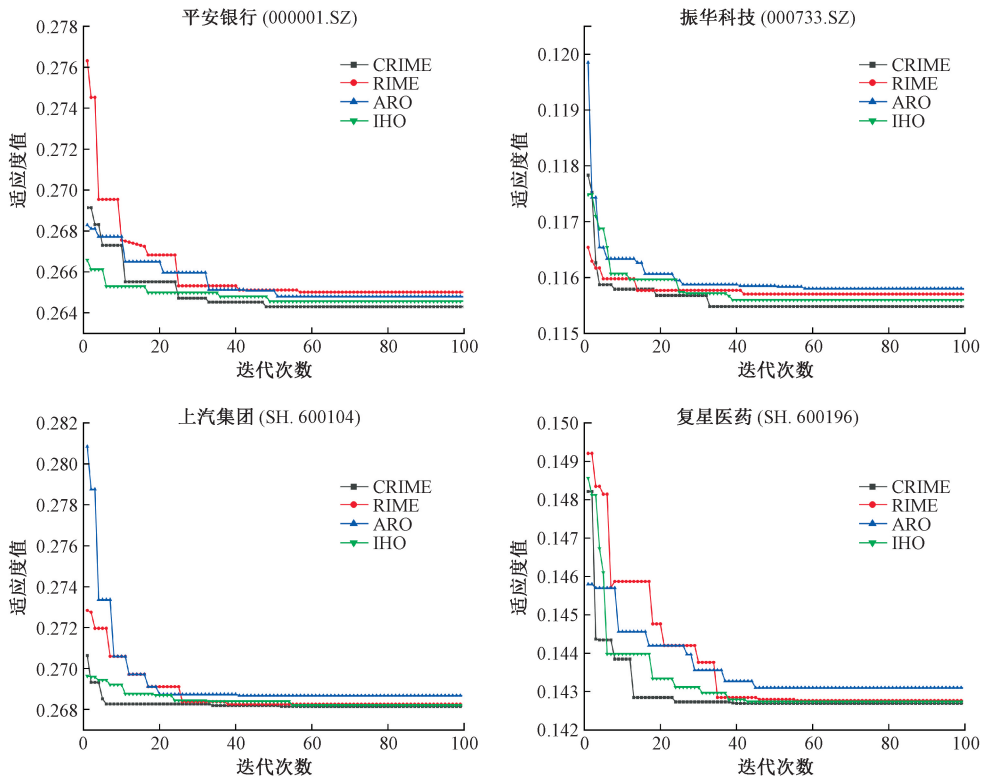 平安银行 (000001.SZ)
0.278
0.276
0.274
0.272
0.270
0.268
0.266
0.264
适应度值
CRIME
RIME
ARO
IHO
0 20 40 60 80 100
迭代次数
振华科技 (000733.SZ)
0.120
0.119
0.118
0.117
0.116
0.115
适应度值
CRIME
RIME
ARO
IHO
0 20 40 60 80 100
迭代次数
上汽集团 (SH. 600104)
0.282
0.280
0.278
0.276
0.274
0.272
0.270
0.268
适应度值
CRIME
RIME
ARO
IHO
0 20 40 60 80 100
迭代次数
复星医药 (SH. 600196)
0.150
0.149
0.148
0.147
0.146
0.145
0.144
0.143
0.142
适应度值
CRIME
RIME
ARO
IHO
0 20 40 60 80 100
迭代次数